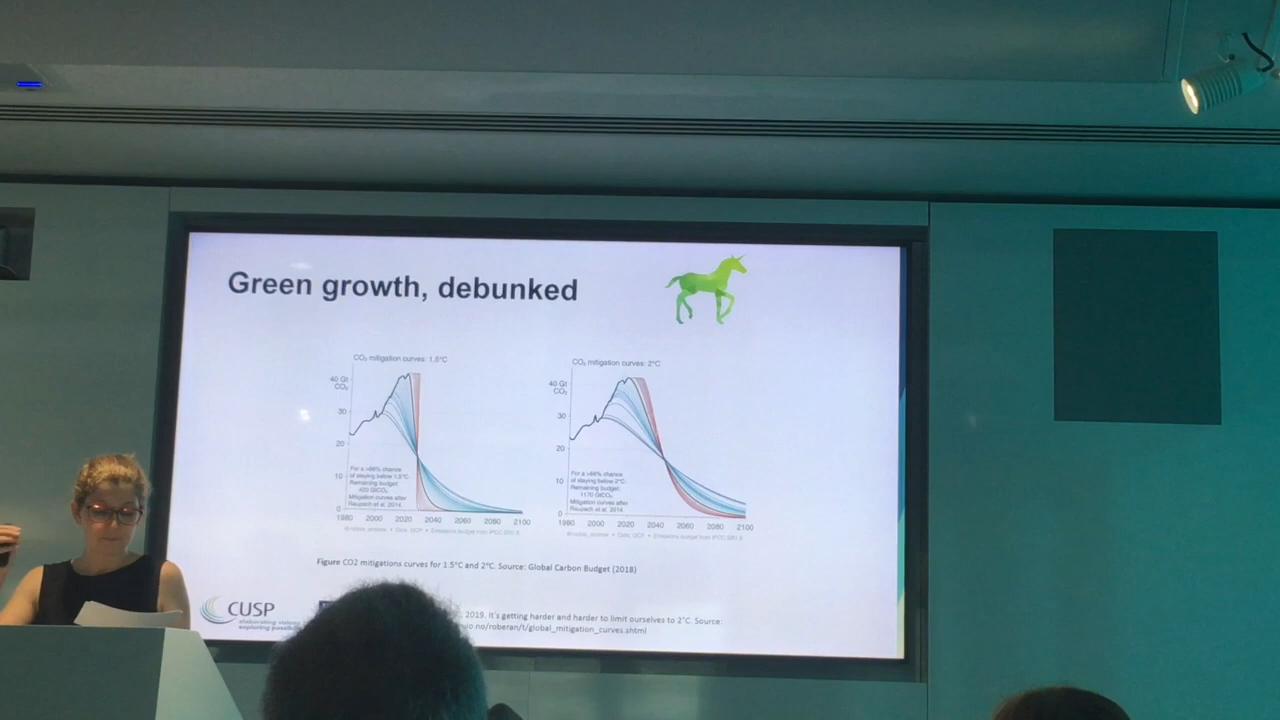 Green growth, debunked
CO₂ mitigation curves: 1.5°C
40 Gt
CO₂
30
20
10
0
For a >66% chance
of staying below 1.5°C
Remaining budget:
420 GtCO₂
Mitigation curves after
Raupach et al. 2014
1980 2000 2020 2040 2060 2080 2100
CO₂ mitigation curves: 2°C
40 Gt
CO₂
30
20
10
0
For a >66% chance
of staying below 2°C:
Remaining budget:
1170 GtCO₂
Mitigation curves after
Raupach et al. 2014
1980 2000 2020 2040 2060 2080 2100
Figure CO2 mitigations curves for 1.5°C and 2°C. Source: Global Carbon Budget (2018)
CUSP
elaborating visions
exploring
2019. It's getting harder and harder to limit ourselves to 2°C. Source:
uio.no/roberan/t/global_mitigation_curves.shtml